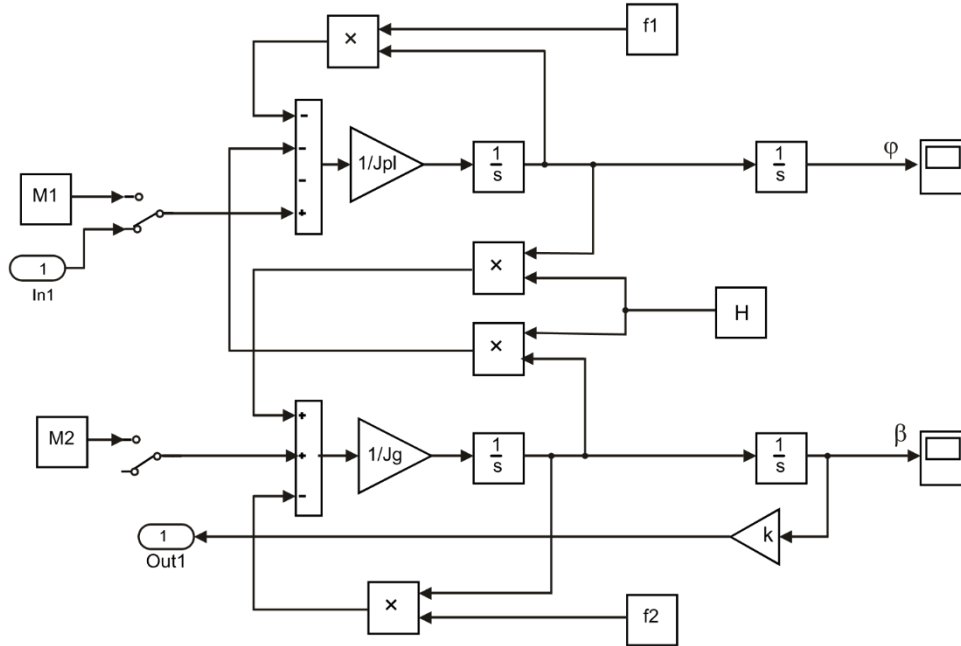 f1
×
-
-
-
+
1/Jpl
1
s
1
s
φ
M1
1
In1
×
H
×
M2
+
+
-
1/Jg
1
s
1
s
β
k
1
Out1
×
f2